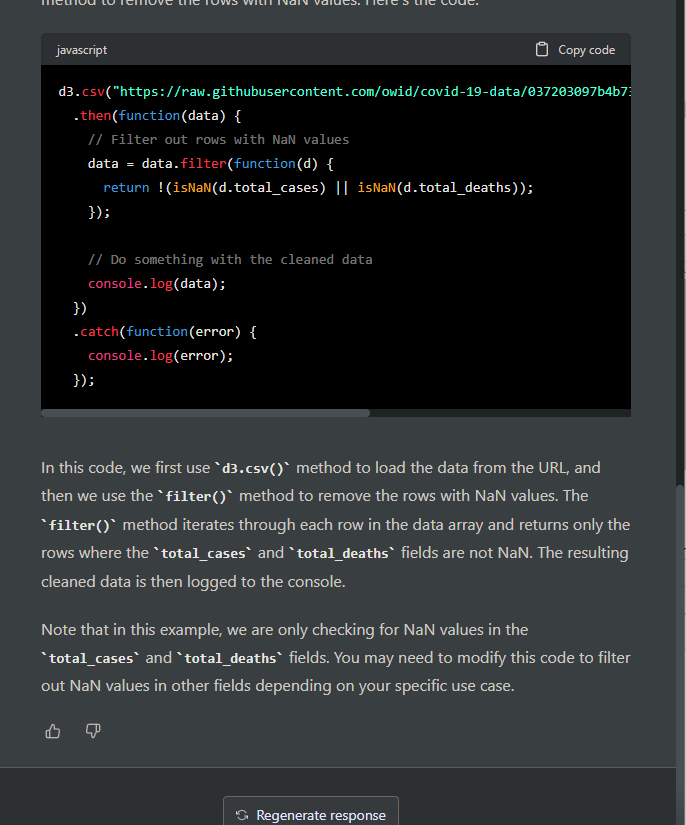 method to remove the rows with NaN values. Here's the code:
javascript
Copy code
d3.csv("https://raw.githubusercontent.com/owid/covid-19-data/037203097b4b73
.then(function(data) {
// Filter out rows with NaN values
data = data.filter(function(d) {
return !(isNaN(d.total_cases) || isNaN(d.total_deaths));
});
// Do something with the cleaned data
console.log(data);
})
.catch(function(error) {
console.log(error);
});
In this code, we first use `d3.csv()` method to load the data from the URL, and
then we use the `filter()` method to remove the rows with NaN values. The
`filter()` method iterates through each row in the data array and returns only the
rows where the `total_cases` and `total_deaths` fields are not NaN. The resulting
cleaned data is then logged to the console.
Note that in this example, we are only checking for NaN values in the
`total_cases` and `total_deaths` fields. You may need to modify this code to filter
out NaN values in other fields depending on your specific use case.
Regenerate response